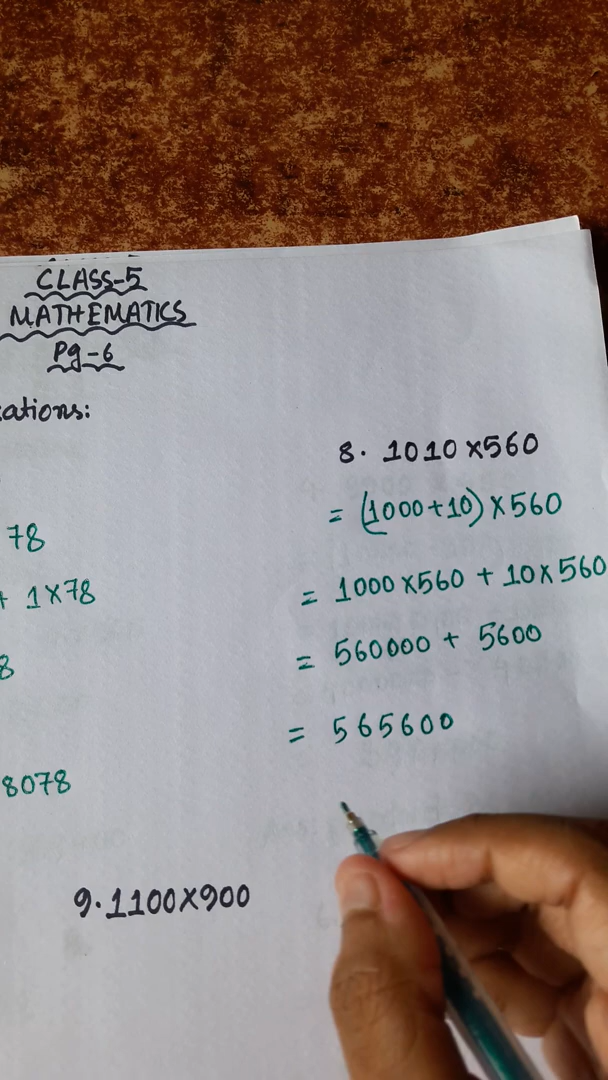 CLASS-5
MATHEMATICS
Pg-6
ations:
78
+ 1×78
8
8078
8. 1010×560
= (1000+10)×560
= 1000×560 + 10×560
= 560000 + 5600
= 565600
9. 1100×900